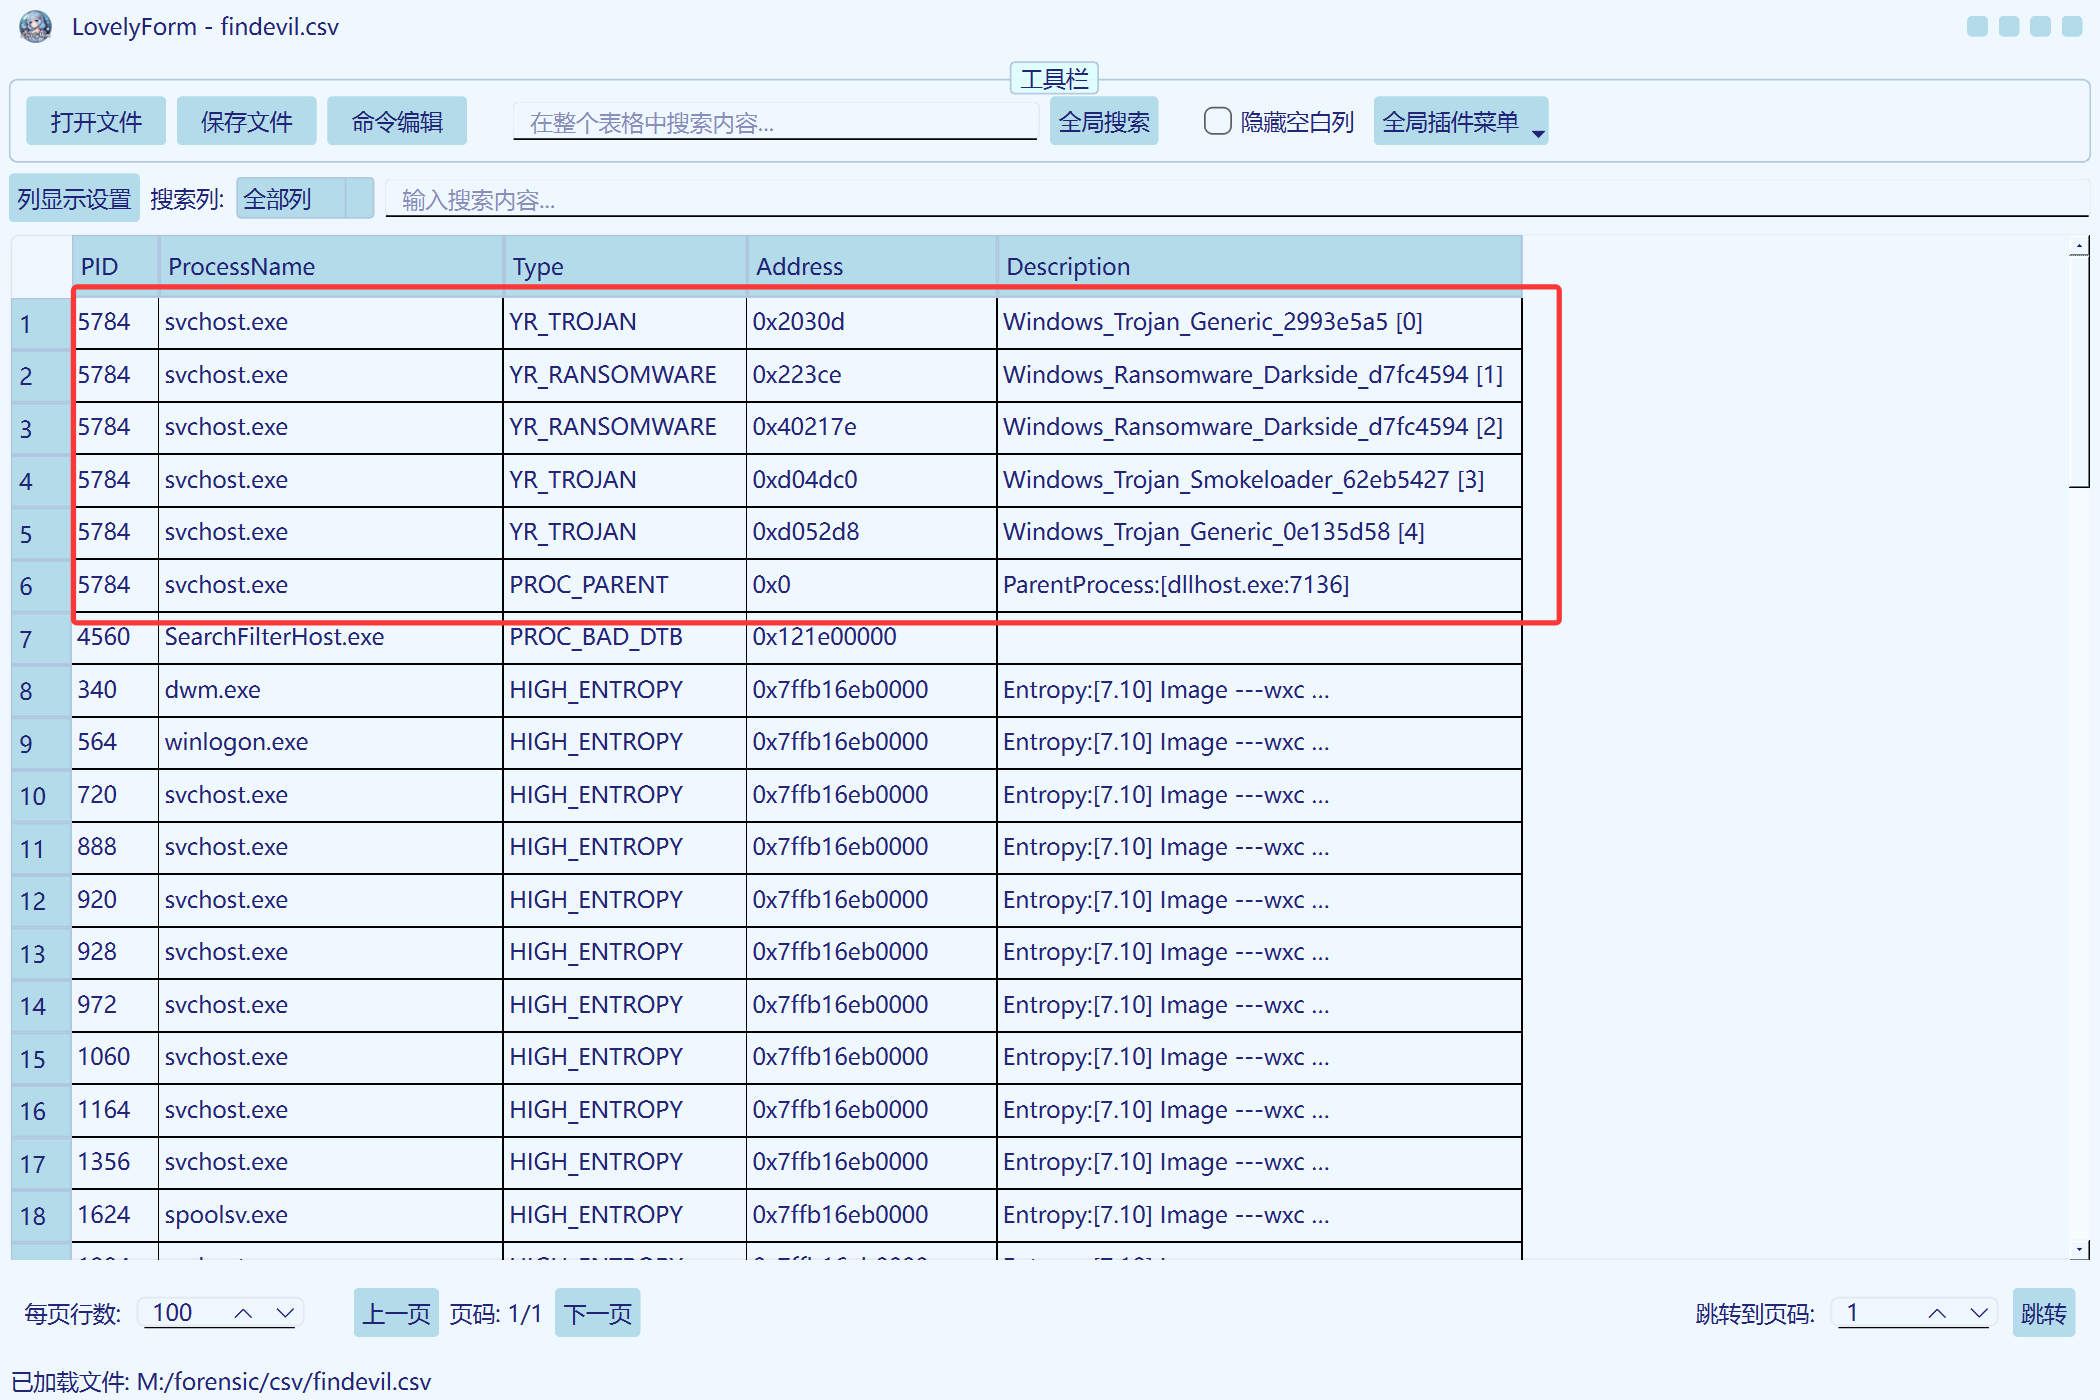 LovelyForm - findevil.csv
工具栏
打开文件 保存文件 命令编辑 在整个表格中搜索内容... 全局搜索 隐藏空白列 全局插件菜单
列显示设置 搜索列: 全部列 输入搜索内容...
PID ProcessName Type Address Description
1 5784 svchost.exe YR_TROJAN 0x2030d Windows_Trojan_Generic_2993e5a5 [0]
2 5784 svchost.exe YR_RANSOMWARE 0x223ce Windows_Ransomware_Darkside_d7fc4594 [1]
3 5784 svchost.exe YR_RANSOMWARE 0x40217e Windows_Ransomware_Darkside_d7fc4594 [2]
4 5784 svchost.exe YR_TROJAN 0xd04dc0 Windows_Trojan_Smokeloader_62eb5427 [3]
5 5784 svchost.exe YR_TROJAN 0xd052d8 Windows_Trojan_Generic_0e135d58 [4]
6 5784 svchost.exe PROC_PARENT 0x0 ParentProcess:[dllhost.exe:7136]
7 4560 SearchFilterHost.exe PROC_BAD_DTB 0x121e00000
8 340 dwm.exe HIGH_ENTROPY 0x7ffb16eb0000 Entropy:[7.10] Image ---wxc ...
9 564 winlogon.exe HIGH_ENTROPY 0x7ffb16eb0000 Entropy:[7.10] Image ---wxc ...
10 720 svchost.exe HIGH_ENTROPY 0x7ffb16eb0000 Entropy:[7.10] Image ---wxc ...
11 888 svchost.exe HIGH_ENTROPY 0x7ffb16eb0000 Entropy:[7.10] Image ---wxc ...
12 920 svchost.exe HIGH_ENTROPY 0x7ffb16eb0000 Entropy:[7.10] Image ---wxc ...
13 928 svchost.exe HIGH_ENTROPY 0x7ffb16eb0000 Entropy:[7.10] Image ---wxc ...
14 972 svchost.exe HIGH_ENTROPY 0x7ffb16eb0000 Entropy:[7.10] Image ---wxc ...
15 1060 svchost.exe HIGH_ENTROPY 0x7ffb16eb0000 Entropy:[7.10] Image ---wxc ...
16 1164 svchost.exe HIGH_ENTROPY 0x7ffb16eb0000 Entropy:[7.10] Image ---wxc ...
17 1356 svchost.exe HIGH_ENTROPY 0x7ffb16eb0000 Entropy:[7.10] Image ---wxc ...
18 1624 spoolsv.exe HIGH_ENTROPY 0x7ffb16eb0000 Entropy:[7.10] Image ---wxc ...
每页行数: 100 上一页 页码: 1/1 下一页 跳转到页码: 1 跳转
已加载文件: M:/forensic/csv/findevil.csv